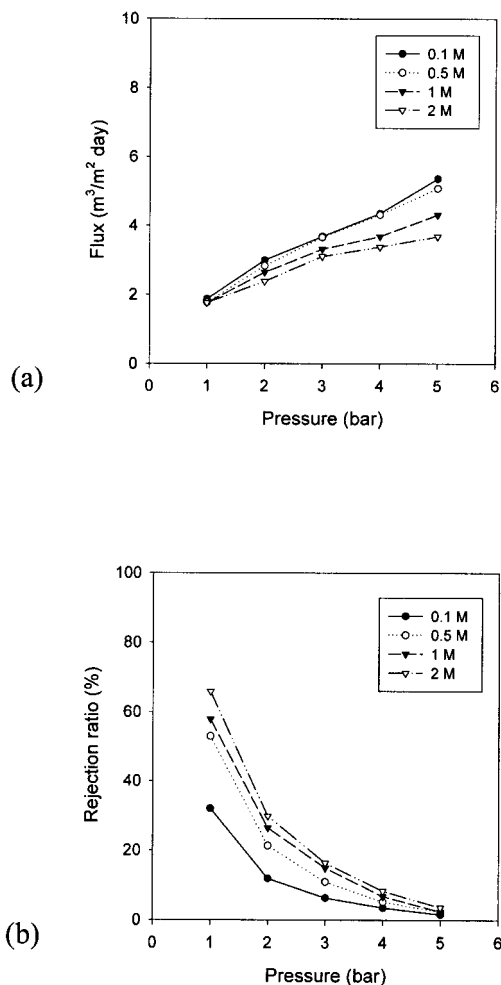 10
8
6
4
2
0
Flux (m³/m² day)
0.1 M
0.5 M
1 M
2 M
0 1 2 3 4 5 6
Pressure (bar)
(a)
100
80
60
40
20
0
Rejection ratio (%)
0.1 M
0.5 M
1 M
2 M
0 1 2 3 4 5 6
Pressure (bar)
(b)